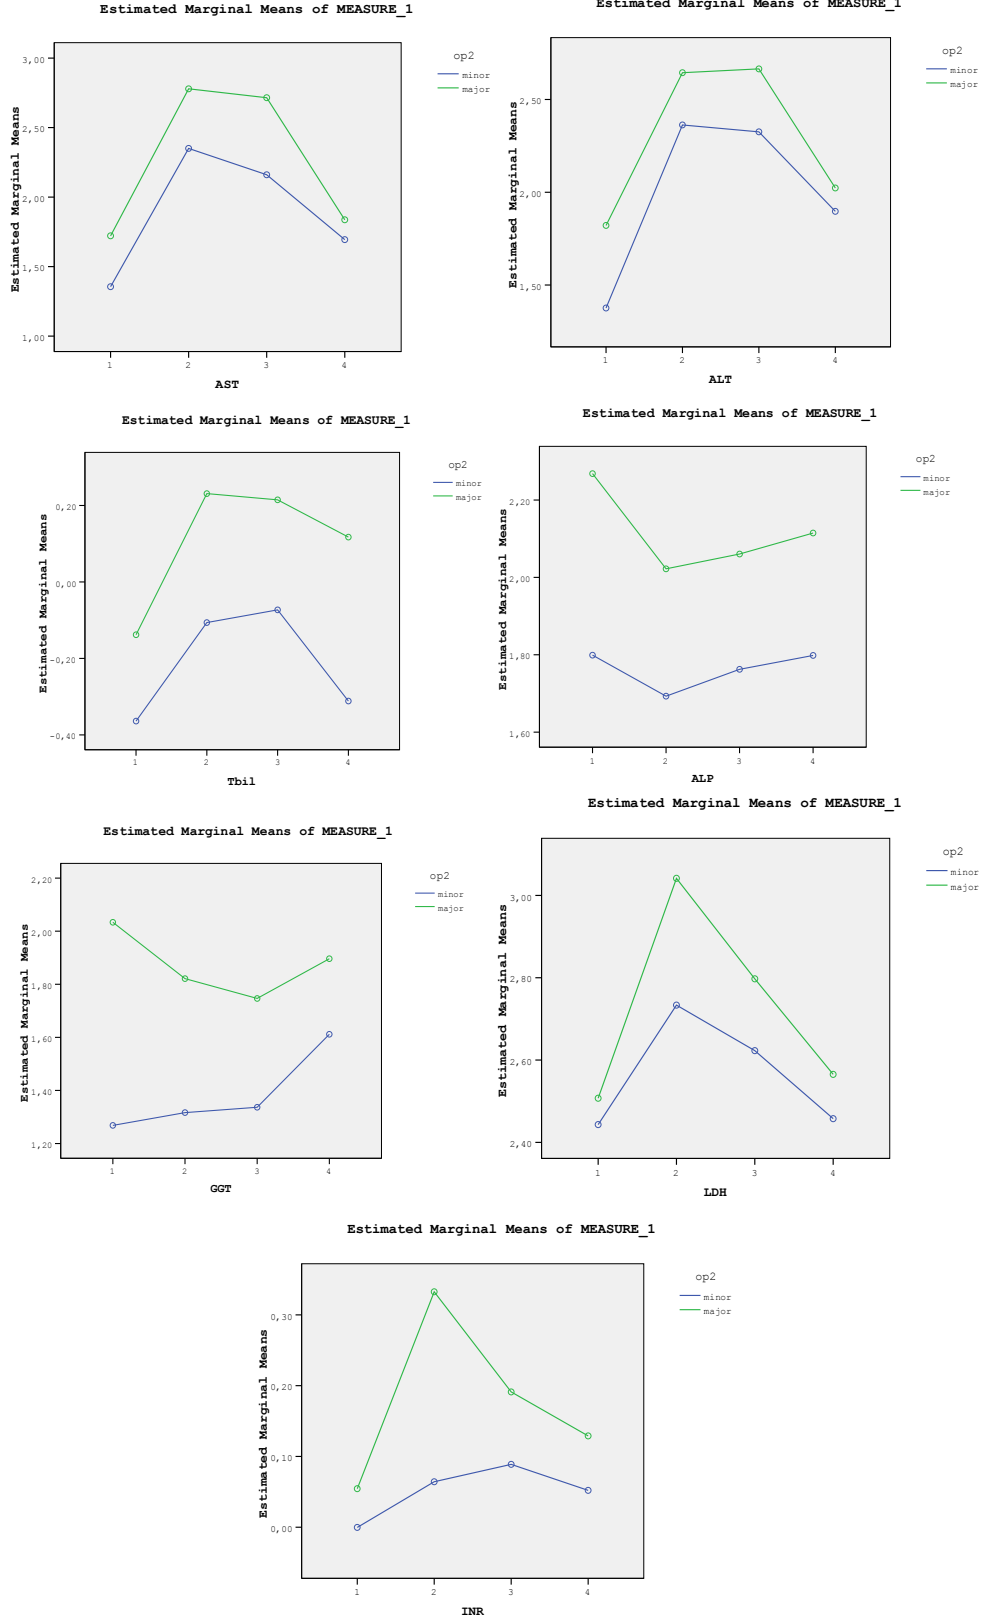 Estimated Marginal Means of MEASURE_1
op2
minor
major
Estimated Marginal Means
3,00
2,50
2,00
1,50
1,00
1
2
3
4
AST
Estimated Marginal Means of MEASURE_1
op2
minor
major
Estimated Marginal Means
2,50
2,00
1,50
1
2
3
4
ALT
Estimated Marginal Means of MEASURE_1
op2
minor
major
Estimated Marginal Means
0,20
0,00
-0,20
-0,40
1
2
3
4
Tbil
Estimated Marginal Means of MEASURE_1
op2
minor
major
Estimated Marginal Means
2,20
2,00
1,80
1,60
1
2
3
4
ALP
Estimated Marginal Means of MEASURE_1
op2
minor
major
Estimated Marginal Means
2,20
2,00
1,80
1,60
1,40
1,20
1
2
3
4
GGT
Estimated Marginal Means of MEASURE_1
op2
minor
major
Estimated Marginal Means
3,00
2,80
2,60
2,40
1
2
3
4
LDH
Estimated Marginal Means of MEASURE_1
op2
minor
major
Estimated Marginal Means
0,30
0,20
0,10
0,00
1
2
3
4
INR